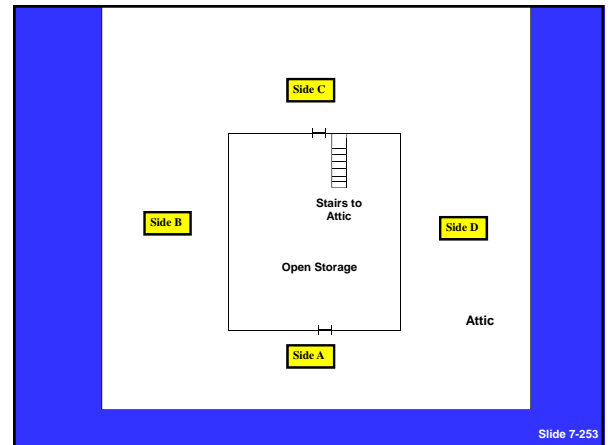 Side C
Stairs to
Attic
Side B
Side D
Open Storage
Attic
Side A
Slide 7-253